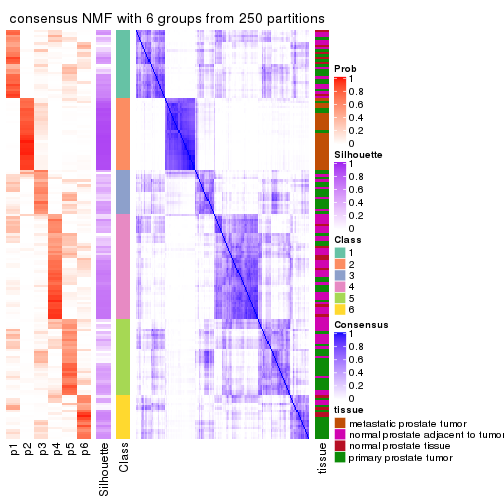 consensus NMF with 6 groups from 250 partitions
Prob
1
0.8
0.6
0.4
0.2
0
Silhouette
1
0.8
0.6
0.4
0.2
0
Class
1
2
3
4
5
6
Consensus
1
0.8
0.6
0.4
0.2
0
tissue
metastatic prostate tumor
normal prostate adjacent to tumor
normal prostate tissue
primary prostate tumor
p1
p2
p3
p4
p5
p6
Silhouette
Class
tissue